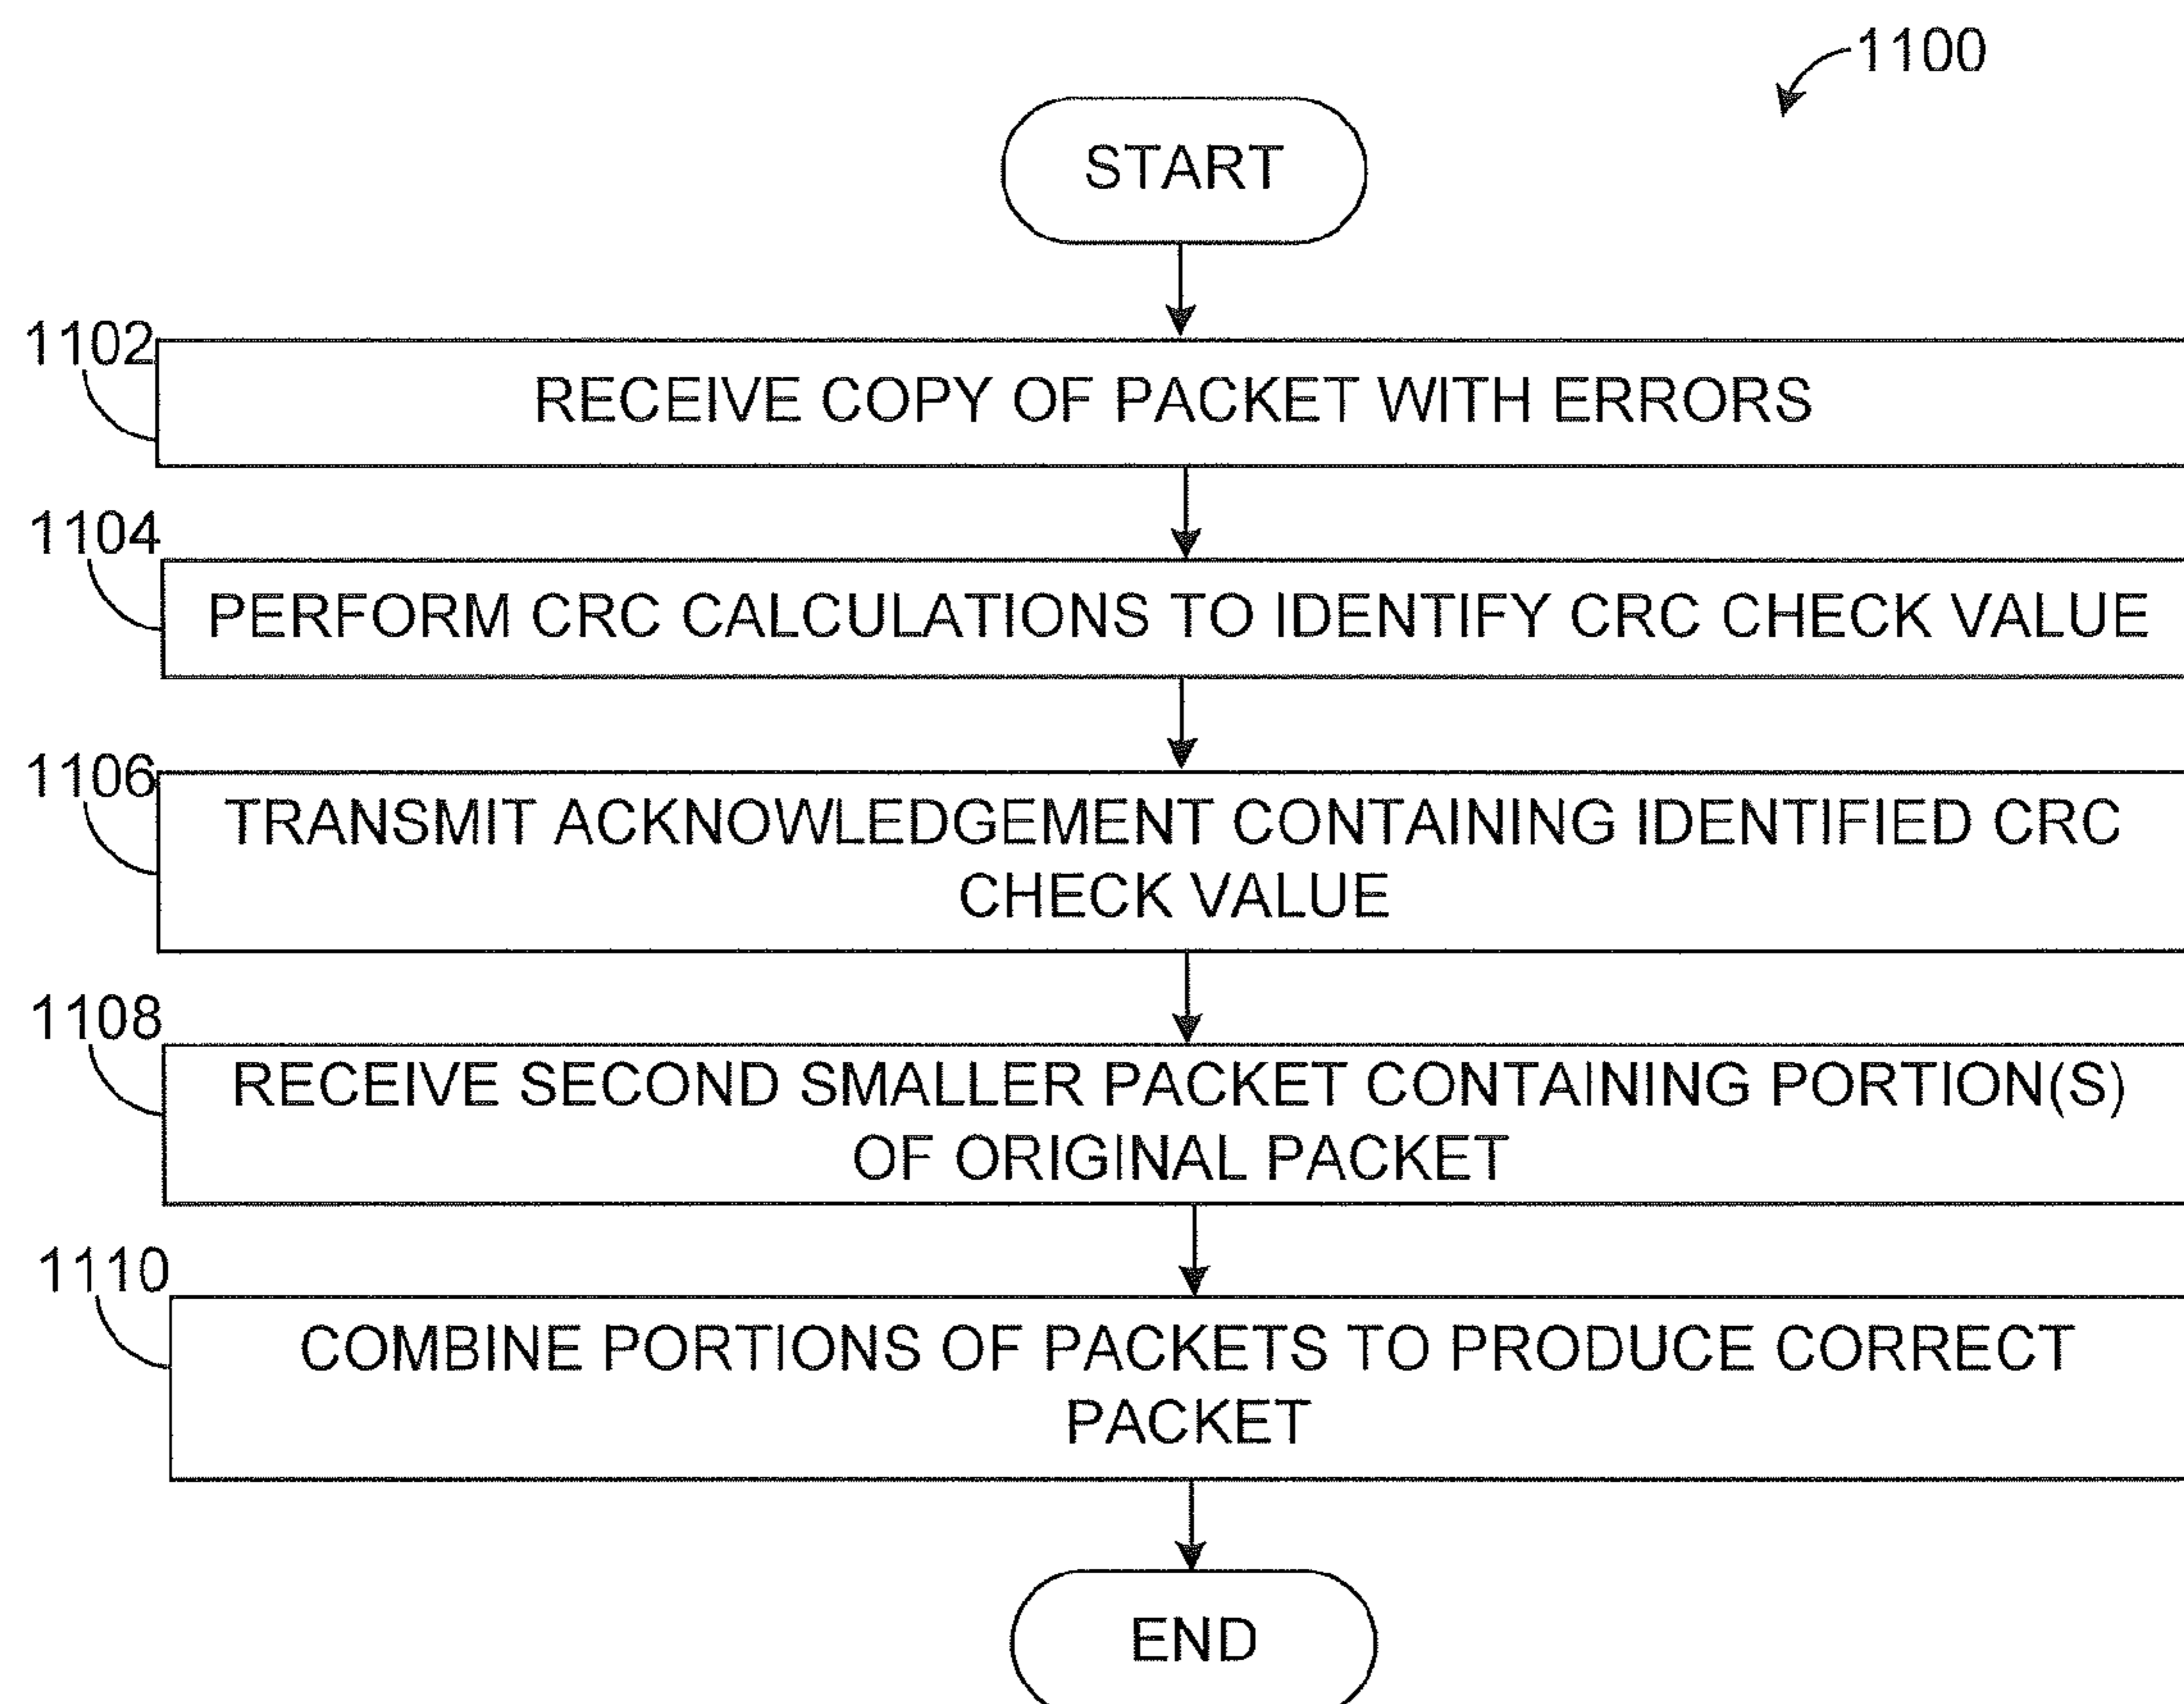 1100
START
1102
RECEIVE COPY OF PACKET WITH ERRORS
1104
PERFORM CRC CALCULATIONS TO IDENTIFY CRC CHECK VALUE
1106
TRANSMIT ACKNOWLEDGEMENT CONTAINING IDENTIFIED CRC
CHECK VALUE
1108
RECEIVE SECOND SMALLER PACKET CONTAINING PORTION(S)
OF ORIGINAL PACKET
1110
COMBINE PORTIONS OF PACKETS TO PRODUCE CORRECT
PACKET
END